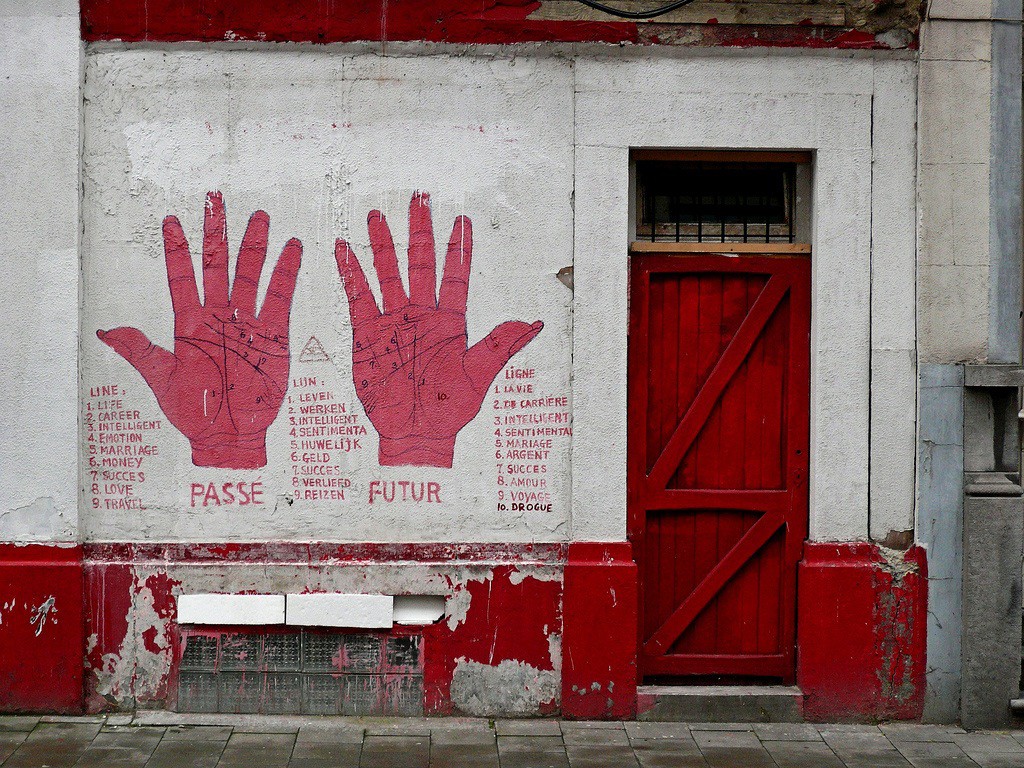 LINE:
1. LIFE
2. CAREER
3. INTELLIGENT
4. EMOTION
5. MARRIAGE
6. MONEY
7. SUCCES
8. LOVE
9. TRAVEL
LIJN:
1. LEVEN
2. WERKEN
3. INTELIGENT
4. SENTIMENTA
5. HUWELIJK
6. GELD
7. SUCCES
8. VERLIEFD
9. REIZEN
LIGNE
1. LA VIE
2. DE CARRIÈRE
3. INTELLIGENT
4. SENTIMENTAL
5. MARIAGE
6. ARGENT
7. SUCCES
8. AMOUR
9. VOYAGE
10. DROGUE
PASSÉ
FUTUR